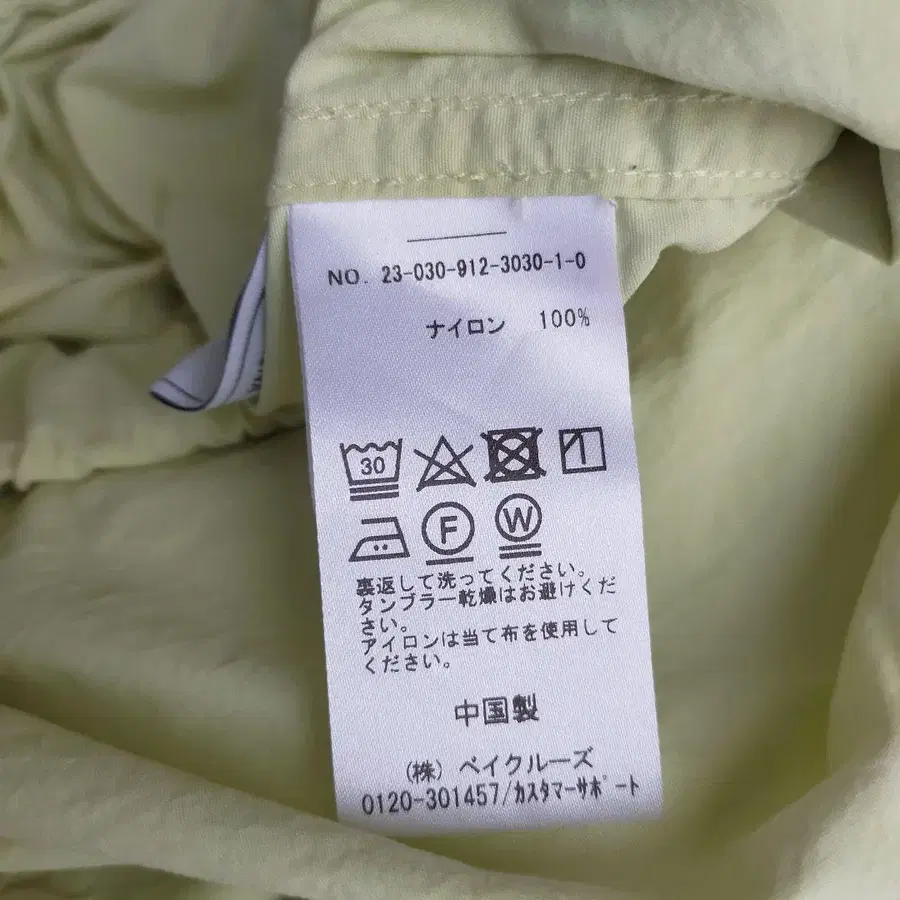 NO. 23-030-912-3030-1-0
ナイロン 100%
30
F
W
裏返して洗ってください。
タンブラー乾燥はお避けくだ
さい。
アイロンは当て布を使用して
ください。
中国製
(株) ベイクルーズ
0120-301457/カスタマーサポート